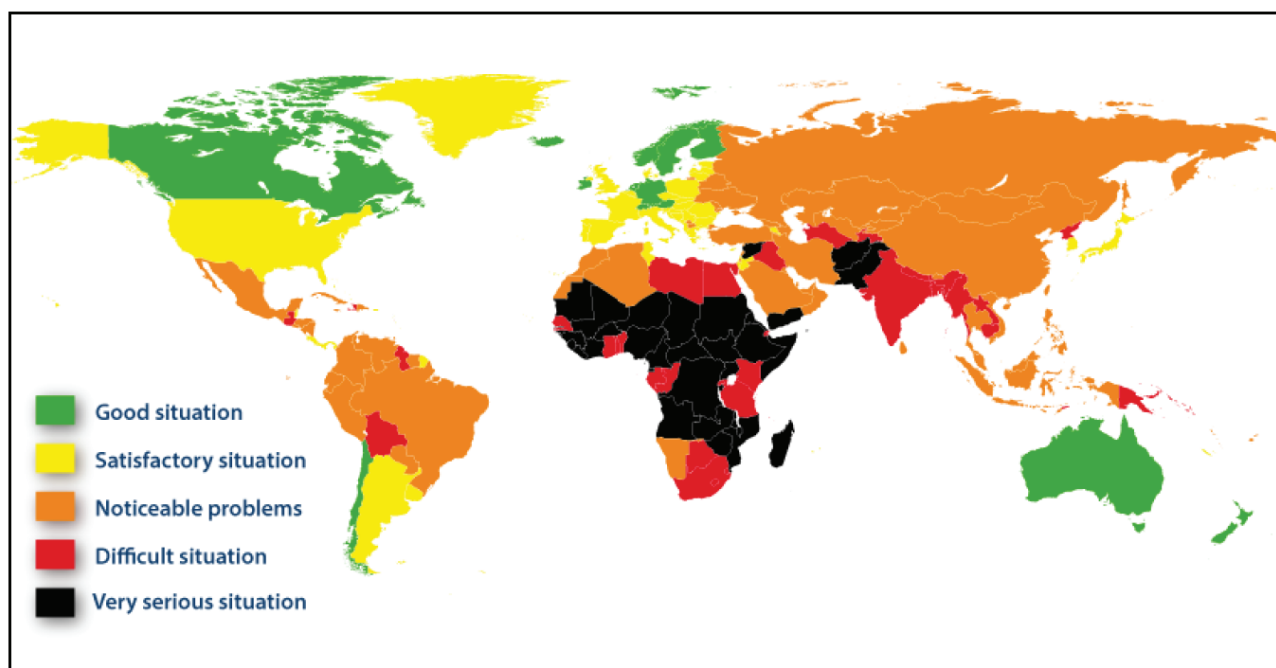 Good situation
Satisfactory situation
Noticeable problems
Difficult situation
Very serious situation